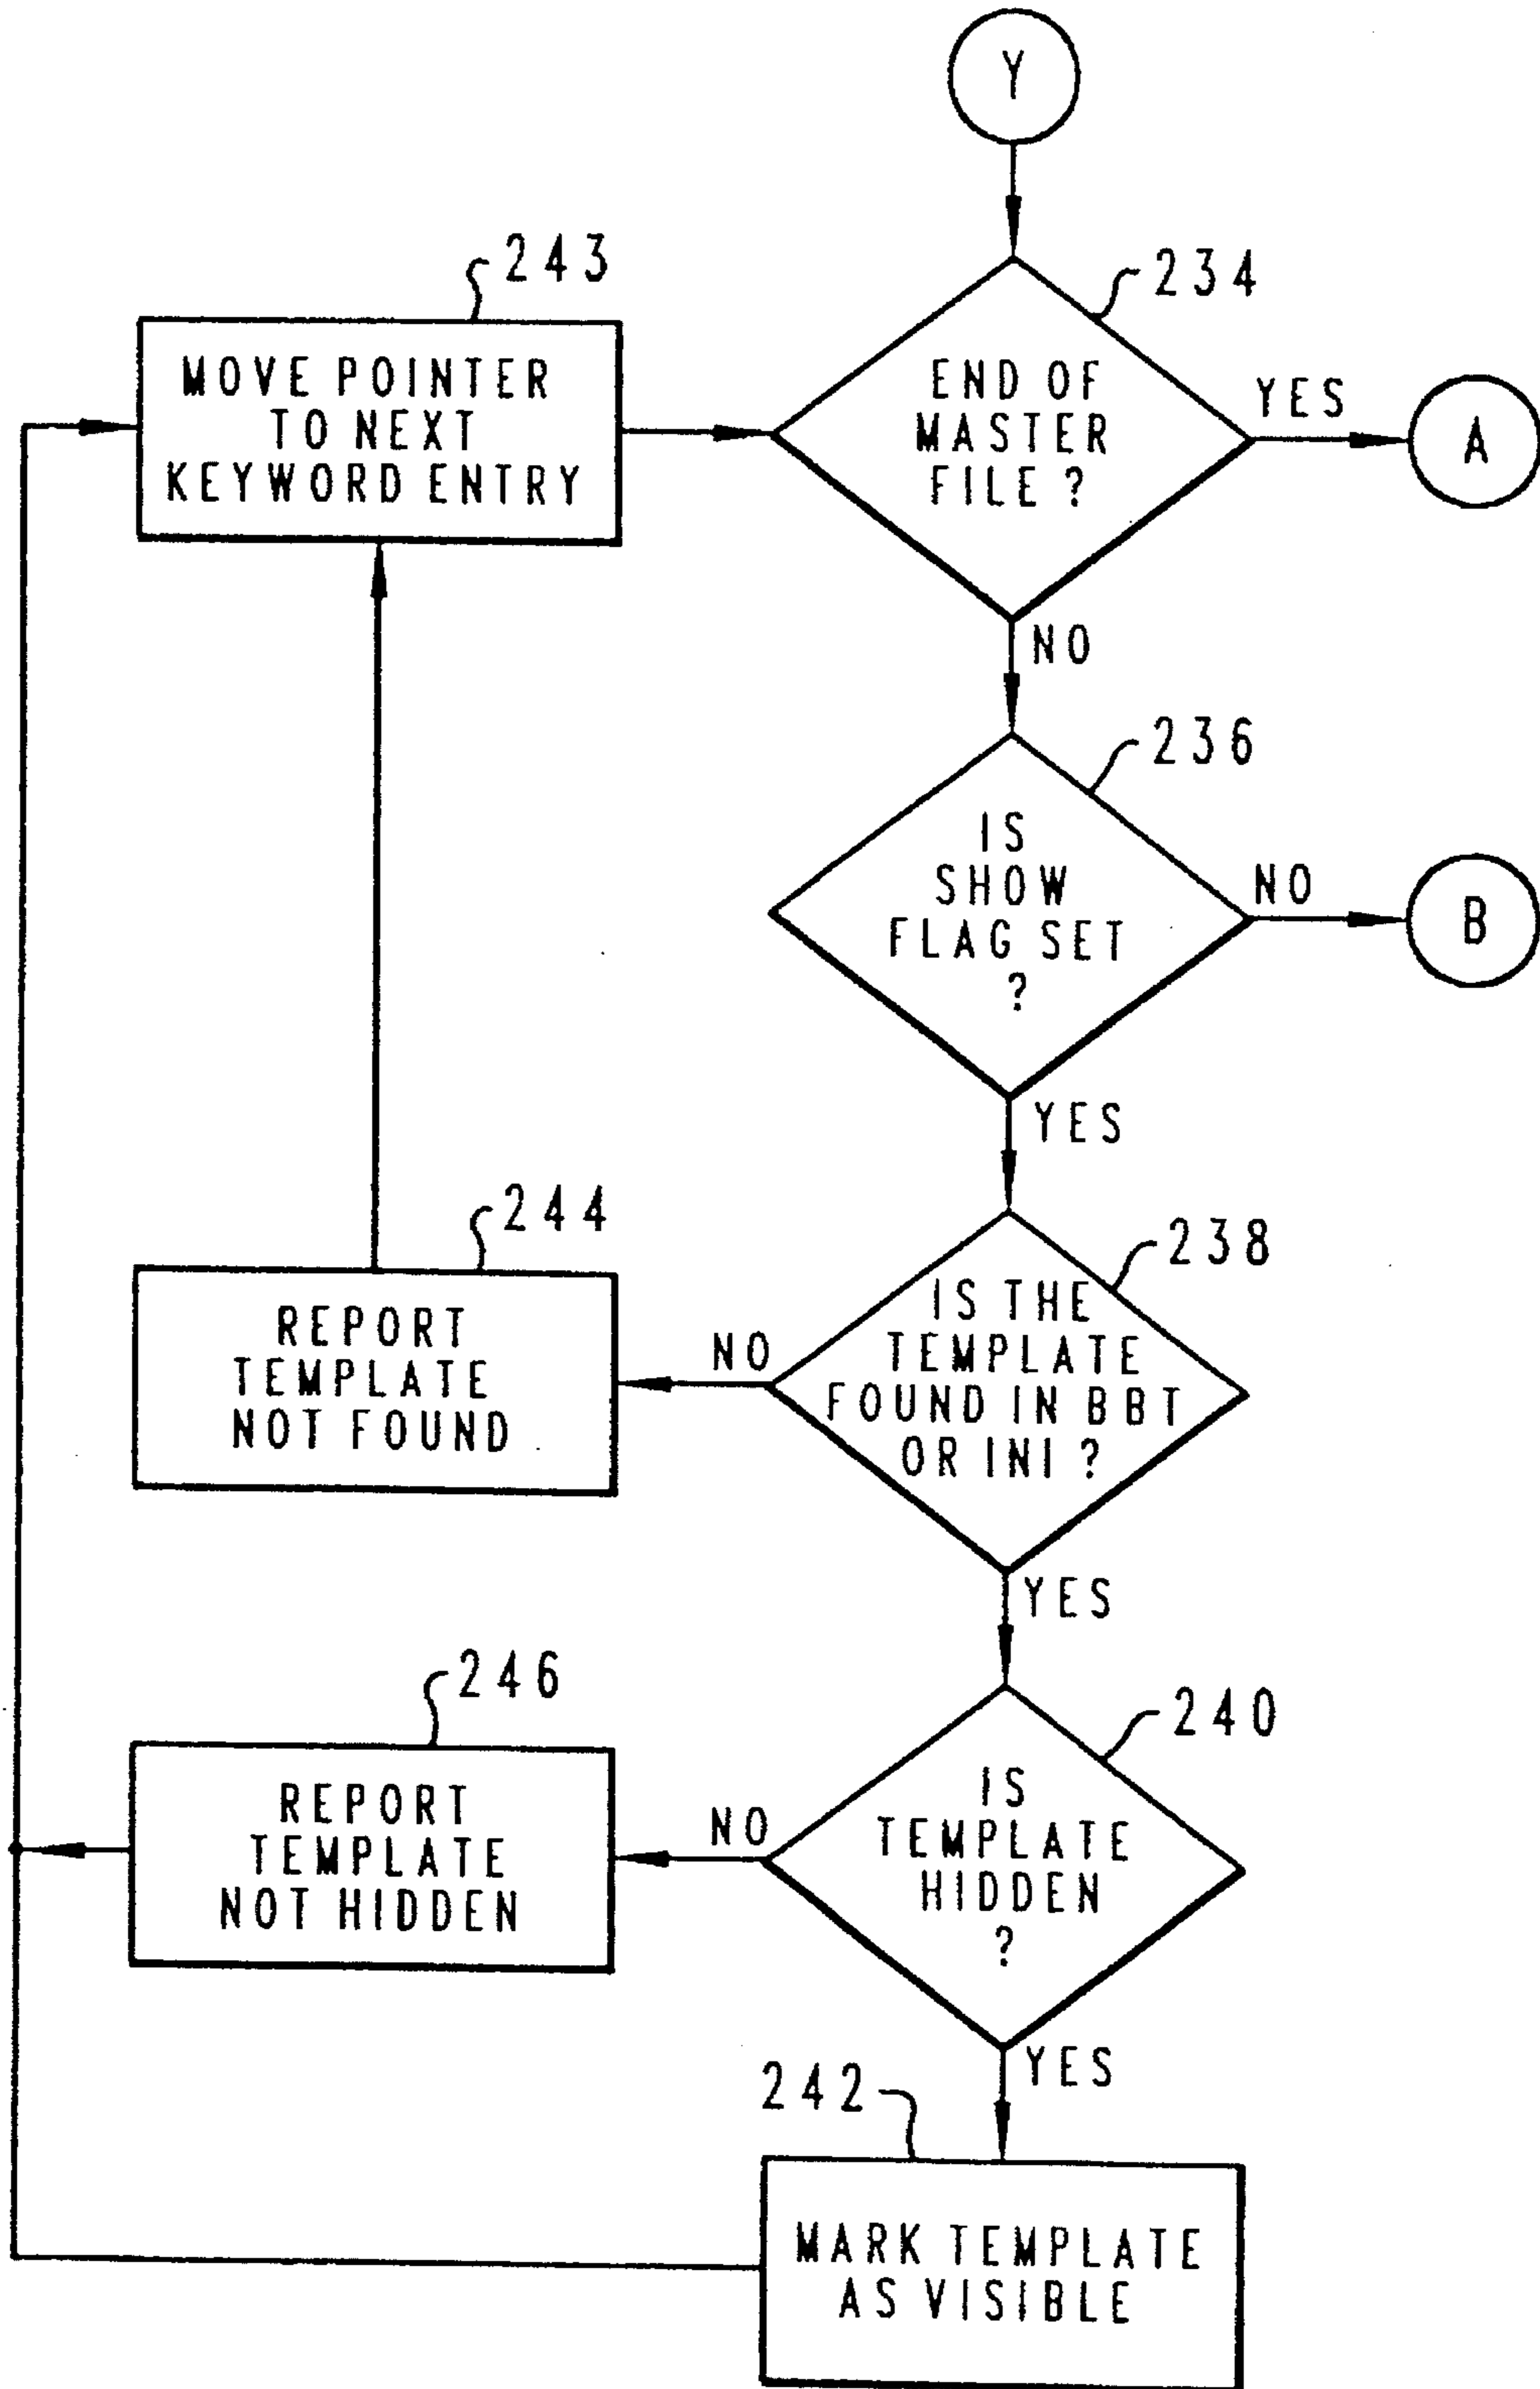 Y
243
234
MOVE POINTER
TO NEXT
KEYWORD ENTRY
END OF
MASTER
FILE ?
YES
A
NO
236
IS
SHOW
FLAG SET
?
NO
B
YES
244
238
REPORT
TEMPLATE
NOT FOUND
NO
IS THE
TEMPLATE
FOUND IN BBT
OR INI ?
YES
246
240
REPORT
TEMPLATE
NOT HIDDEN
NO
IS
TEMPLATE
HIDDEN
?
YES
242
MARK TEMPLATE
AS VISIBLE